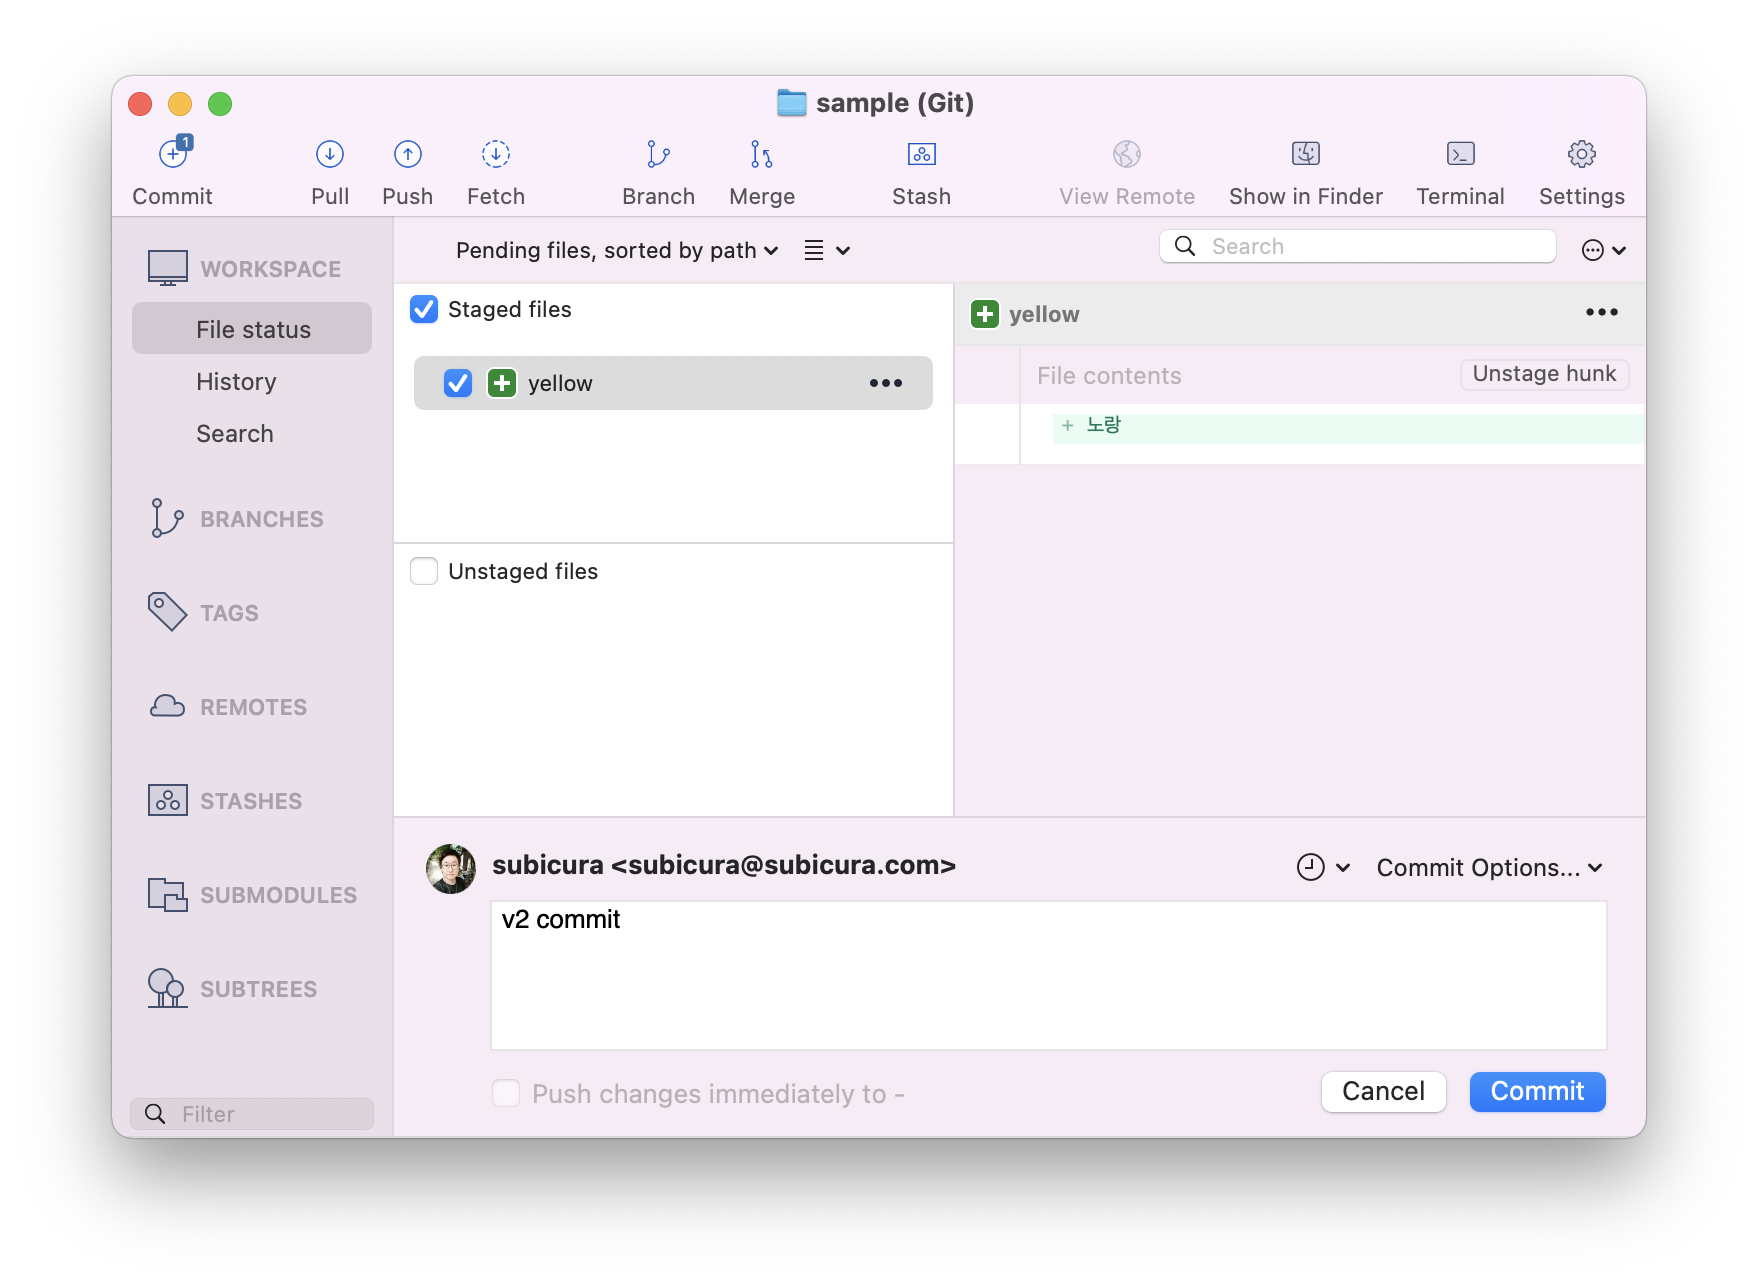 sample (Git)
1
Commit
Pull
Push
Fetch
Branch
Merge
Stash
View Remote
Show in Finder
Terminal
Settings
WORKSPACE
File status
History
Search
BRANCHES
TAGS
REMOTES
STASHES
SUBMODULES
SUBTREES
Filter
Pending files, sorted by path
Search
Staged files
yellow
Unstaged files
yellow
File contents
Unstage hunk
+ 노랑
subicura <subicura@subicura.com>
Commit Options...
v2 commit
Push changes immediately to -
Cancel
Commit